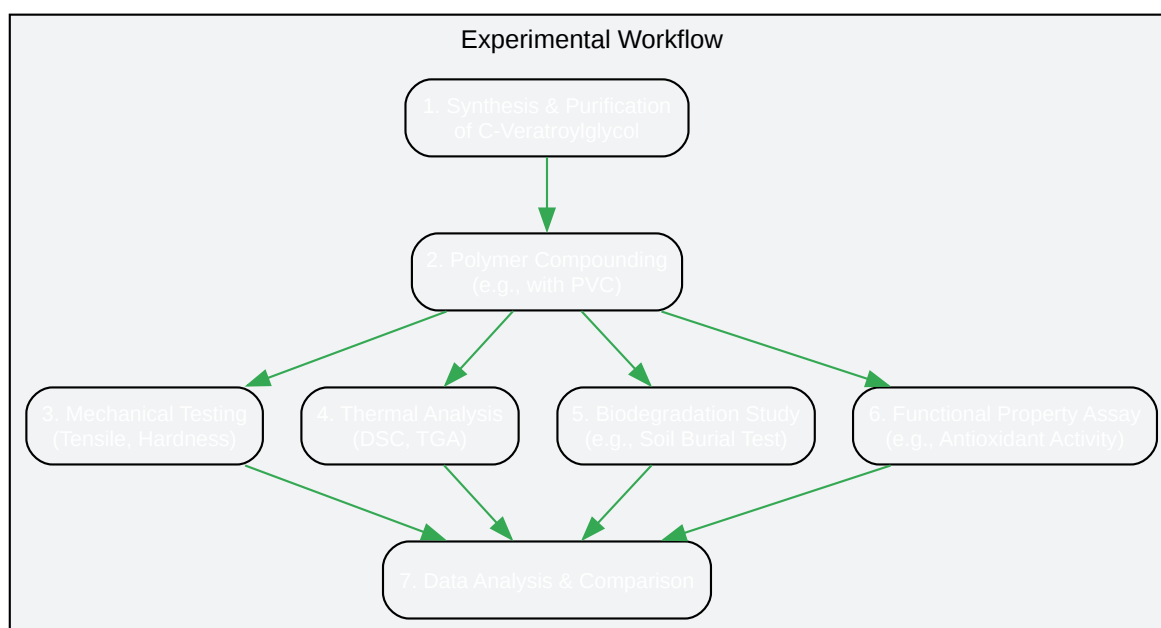 Experimental Workflow
1. Synthesis & Purification
of C-Veratroylglycol
2. Polymer Compounding
(e.g., with PVC)
3. Mechanical Testing
(Tensile, Hardness)
4. Thermal Analysis
(DSC, TGA)
5. Biodegradation Study
(e.g., Soil Burial Test)
6. Functional Property Assay
(e.g., Antioxidant Activity)
7. Data Analysis & Comparison